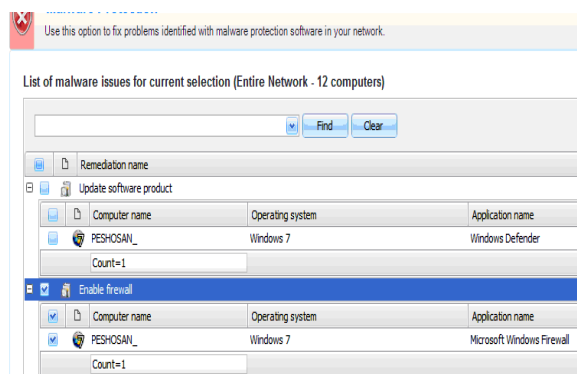 Use this option to fix problems identified with malware protection software in your network.
List of malware issues for current selection (Entire Network - 12 computers)
Find Clear
Remediation name
Update software product
Computer name Operating system Application name
PESHOSAN_ Windows 7 Windows Defender
Count=1
Enable firewall
Computer name Operating system Application name
PESHOSAN_ Windows 7 Microsoft Windows Firewall
Count=1